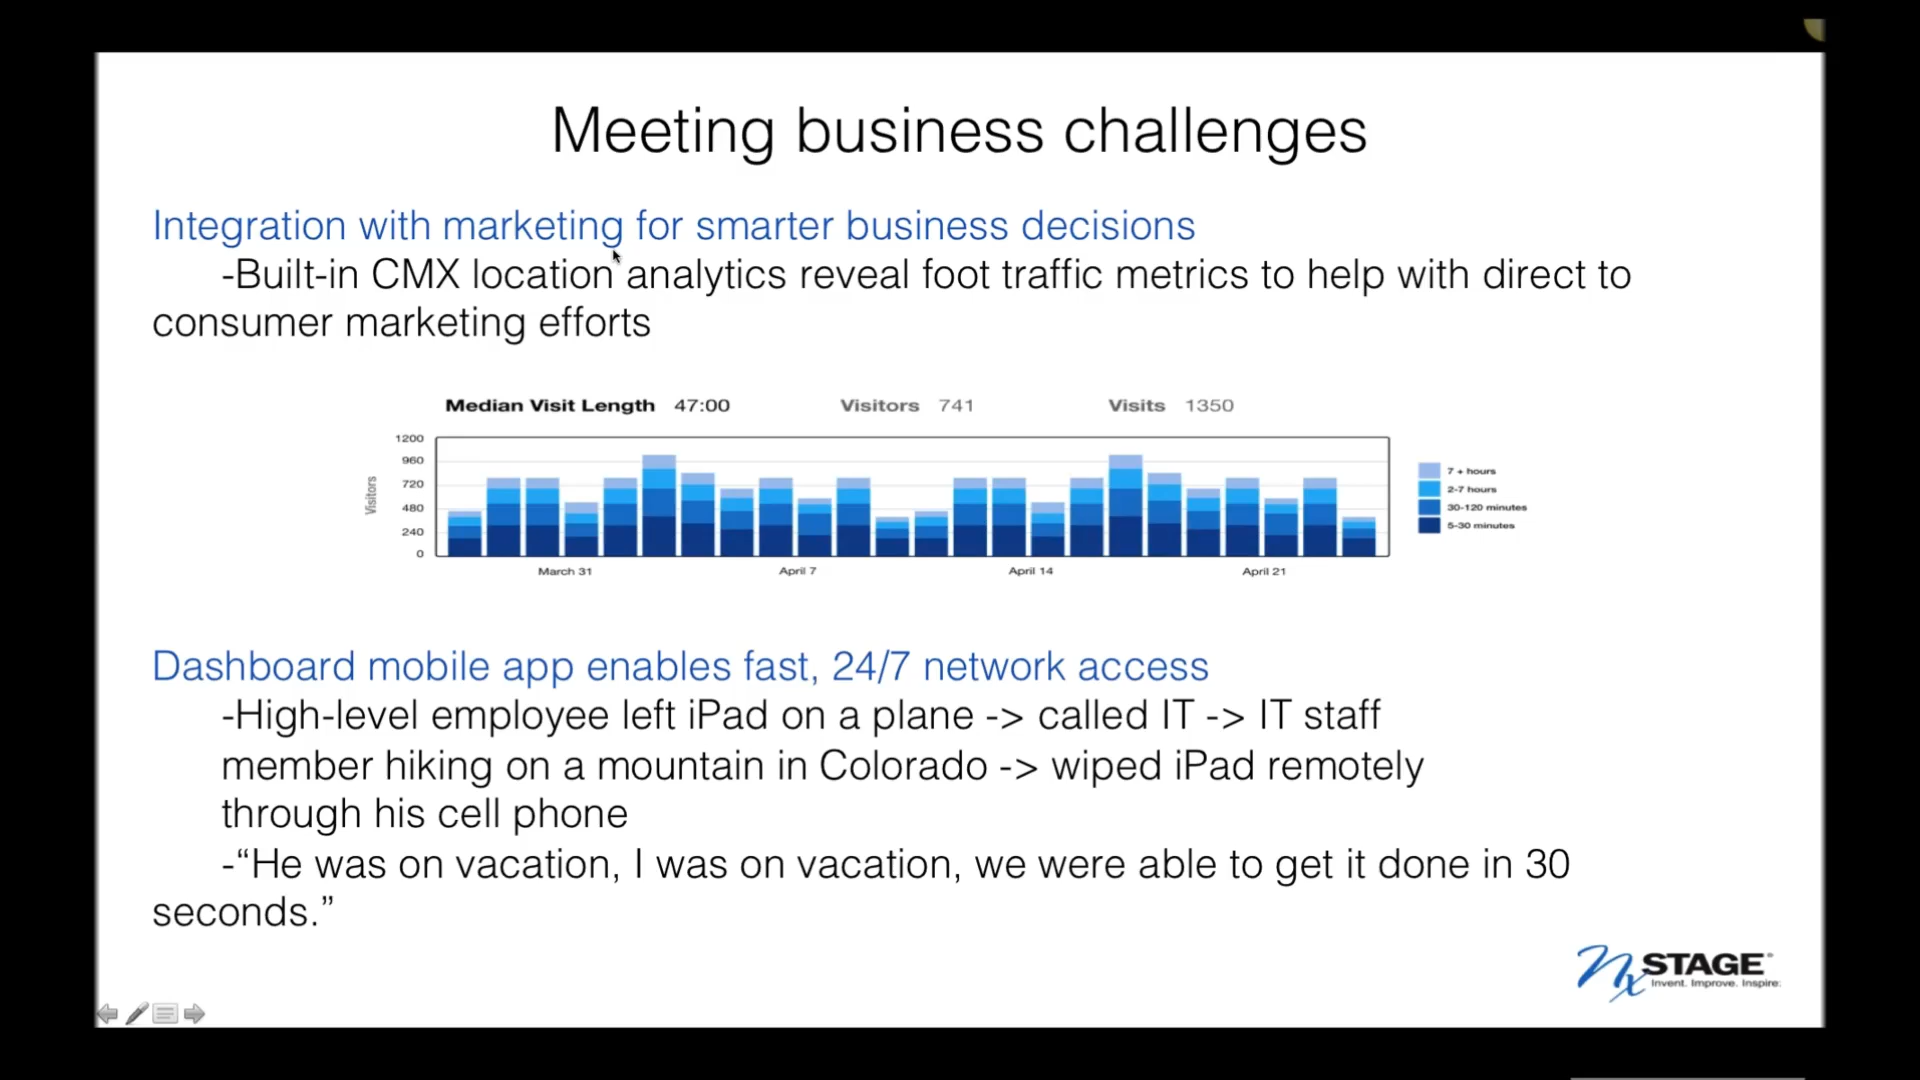 Meeting business challenges
Integration with marketing for smarter business decisions
-Built-in CMX location analytics reveal foot traffic metrics to help with direct to
consumer marketing efforts
Median Visit Length 47:00 Visitors 741 Visits 1350
1200
960
720
480
240
0
Visitors
March 31 April 7 April 14 April 21
7 + hours
2-7 hours
30-120 minutes
5-30 minutes
Dashboard mobile app enables fast, 24/7 network access
-High-level employee left iPad on a plane -> called IT -> IT staff
member hiking on a mountain in Colorado -> wiped iPad remotely
through his cell phone
-“He was on vacation, I was on vacation, we were able to get it done in 30
seconds.”
NxSTAGE®
Invent. Improve. Inspire.